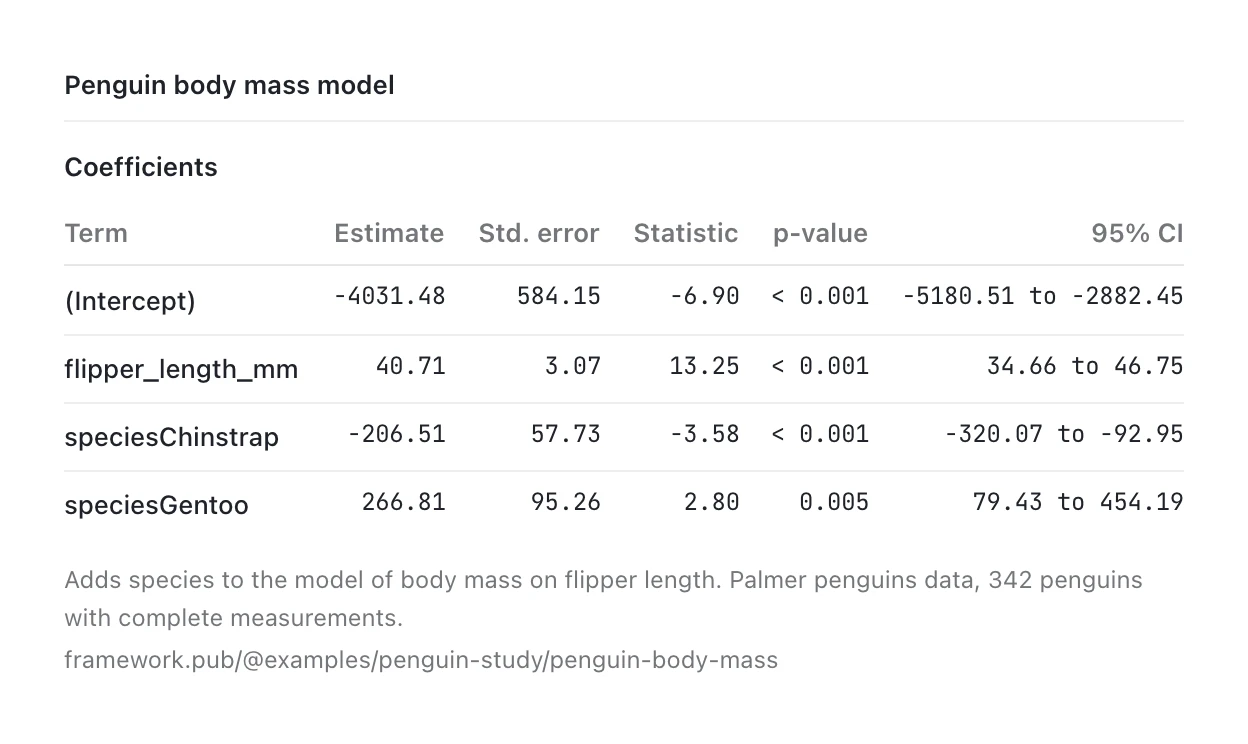 Penguin body mass model
Coefficients
Term Estimate Std. error Statistic p-value 95% CI
(Intercept) -4031.48 584.15 -6.90 < 0.001 -5180.51 to -2882.45
flipper_length_mm 40.71 3.07 13.25 < 0.001 34.66 to 46.75
speciesChinstrap -206.51 57.73 -3.58 < 0.001 -320.07 to -92.95
speciesGentoo 266.81 95.26 2.80 0.005 79.43 to 454.19
Adds species to the model of body mass on flipper length. Palmer penguins data, 342 penguins
with complete measurements.
framework.pub/@examples/penguin-study/penguin-body-mass